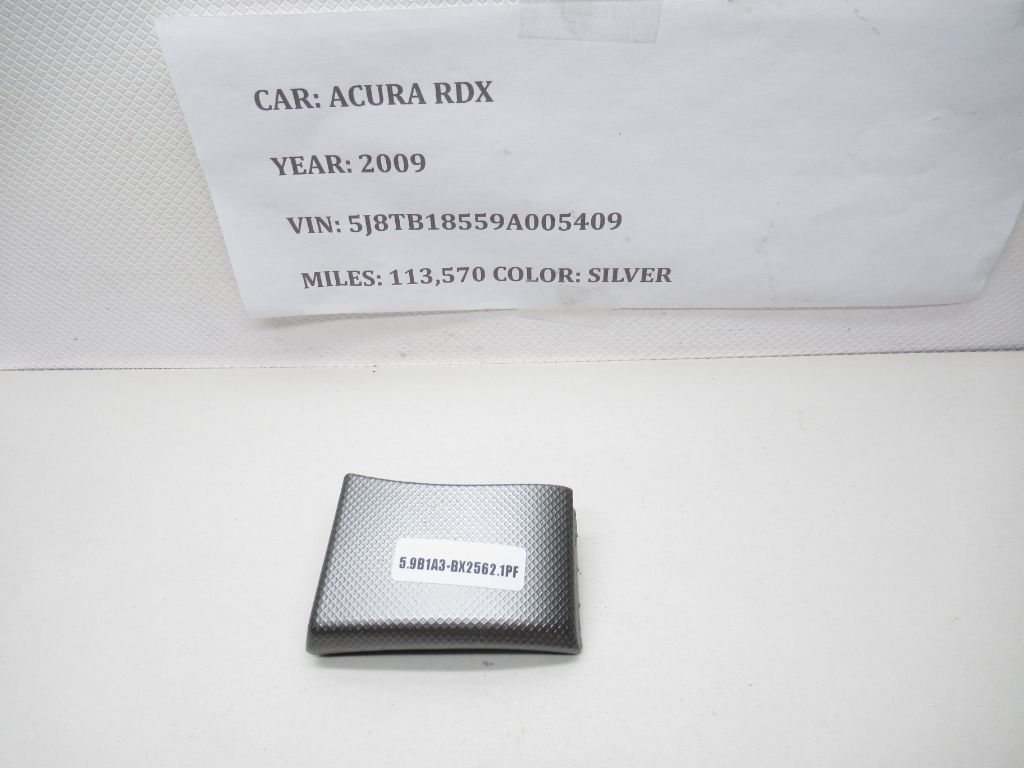 CAR: ACURA RDX
YEAR: 2009
VIN: 5J8TB18559A005409
MILES: 113,570 COLOR: SILVER
5.9B1A3-BX2562.1PF